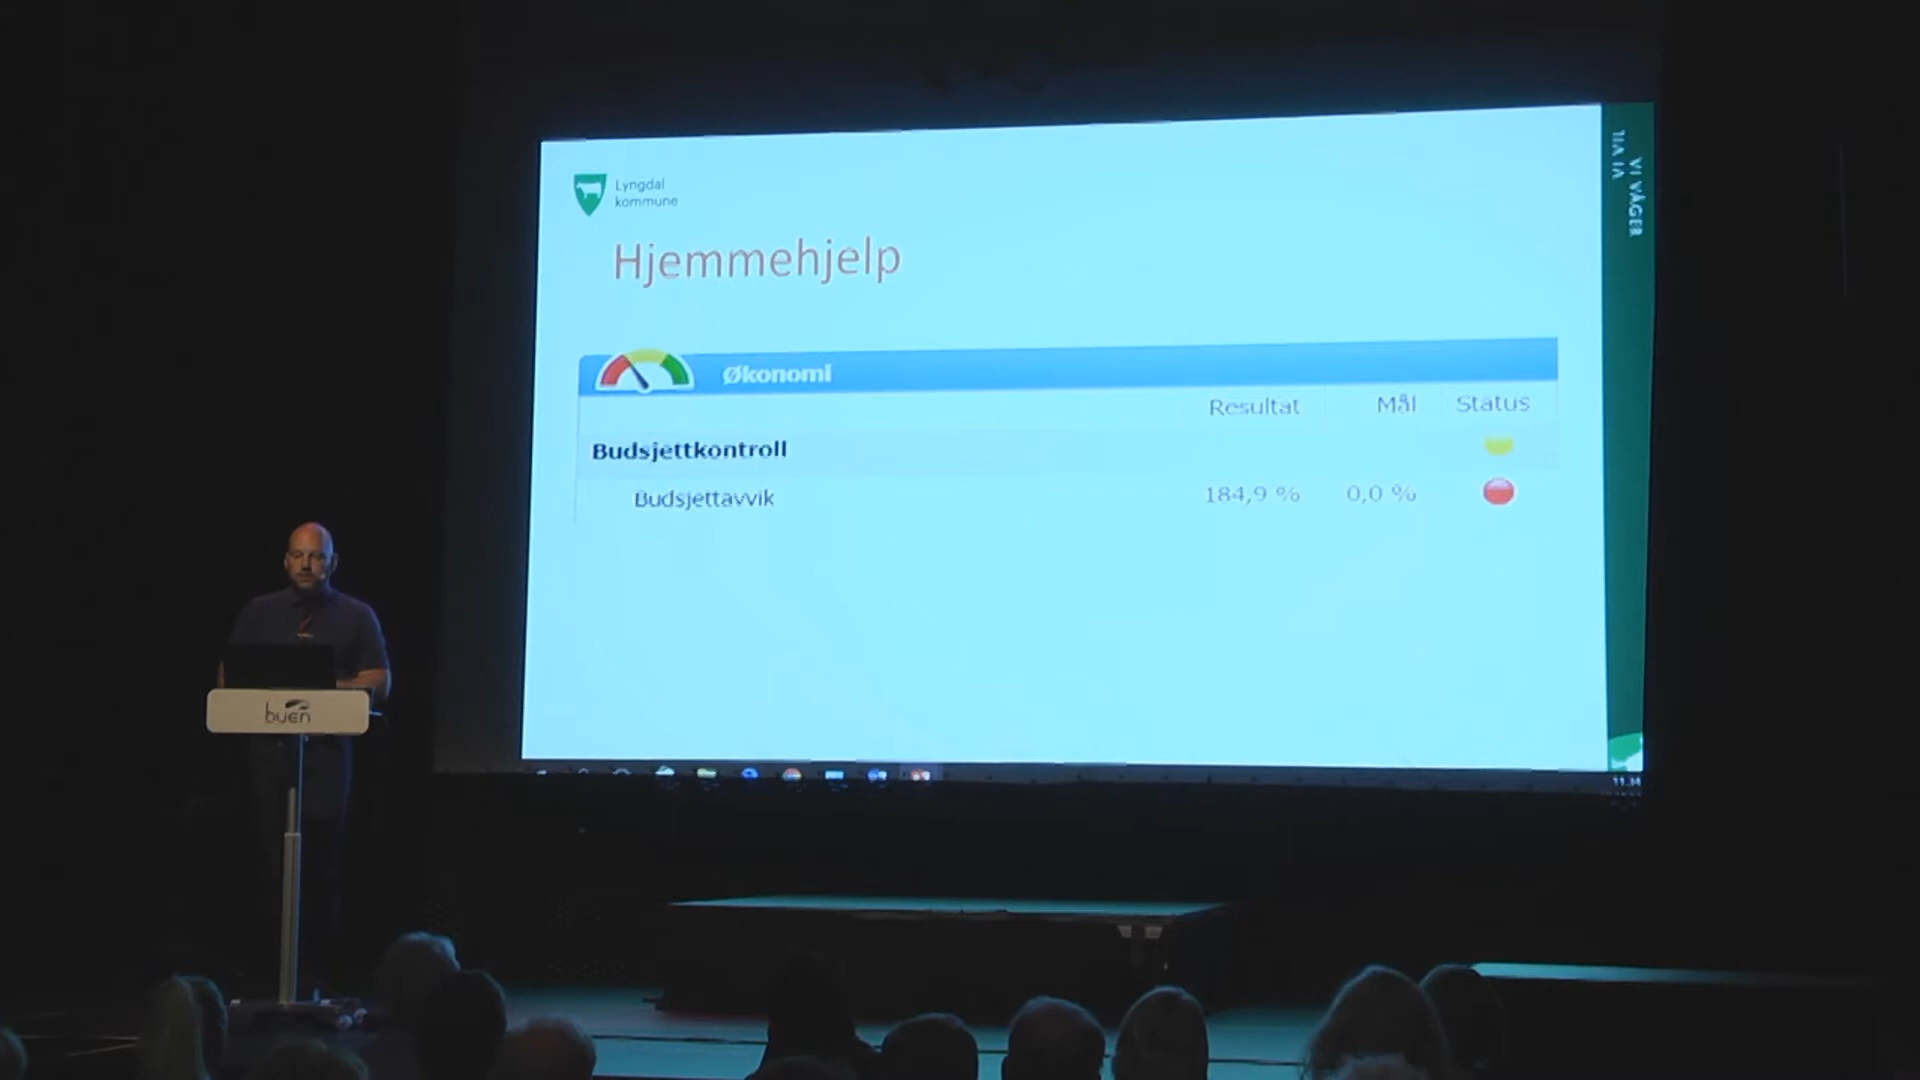 Lyngdal
kommune
VI VÅGER
Hjemmehjelp
Økonomi
Resultat Mål Status
Budsjettkontroll
Budsjettavvik 184,9 % 0,0 %
buen